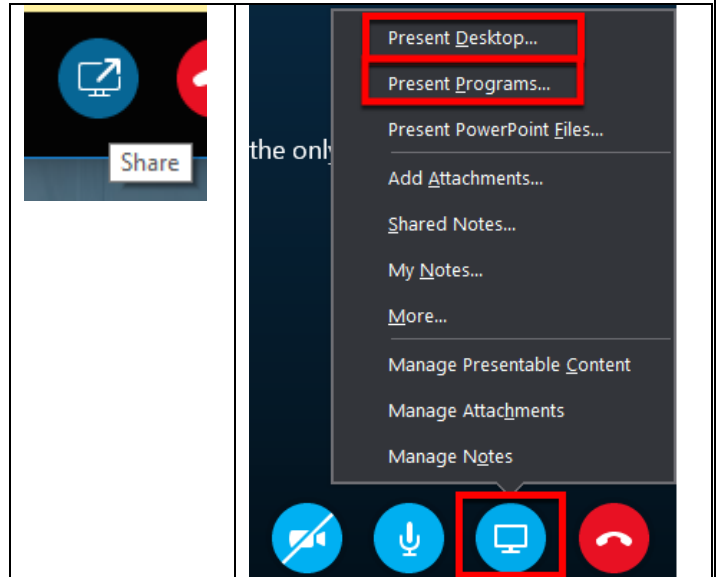 Share
Present Desktop...
Present Programs...
Present PowerPoint Files...
the only
Add Attachments...
Shared Notes...
My Notes...
More...
Manage Presentable Content
Manage Attachments
Manage Notes